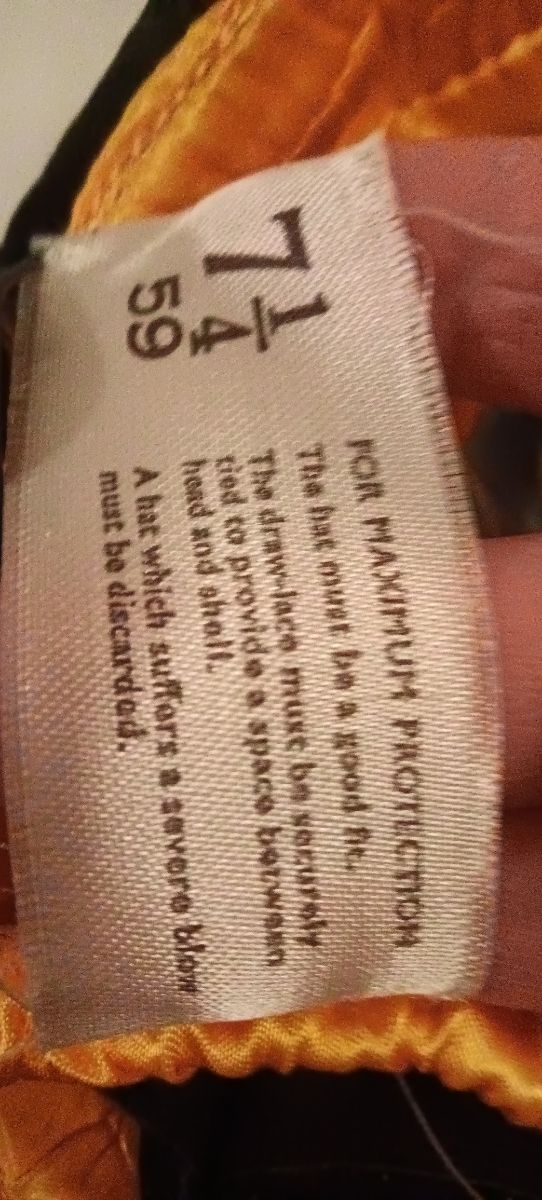 7 1/4
59
FOR MAXIMUM PROTECTION
The hat must be a good fit.
The draw-lace must be securely
tied to provide a space between
head and shell.
A hat which suffers a severe blow
must be discarded.